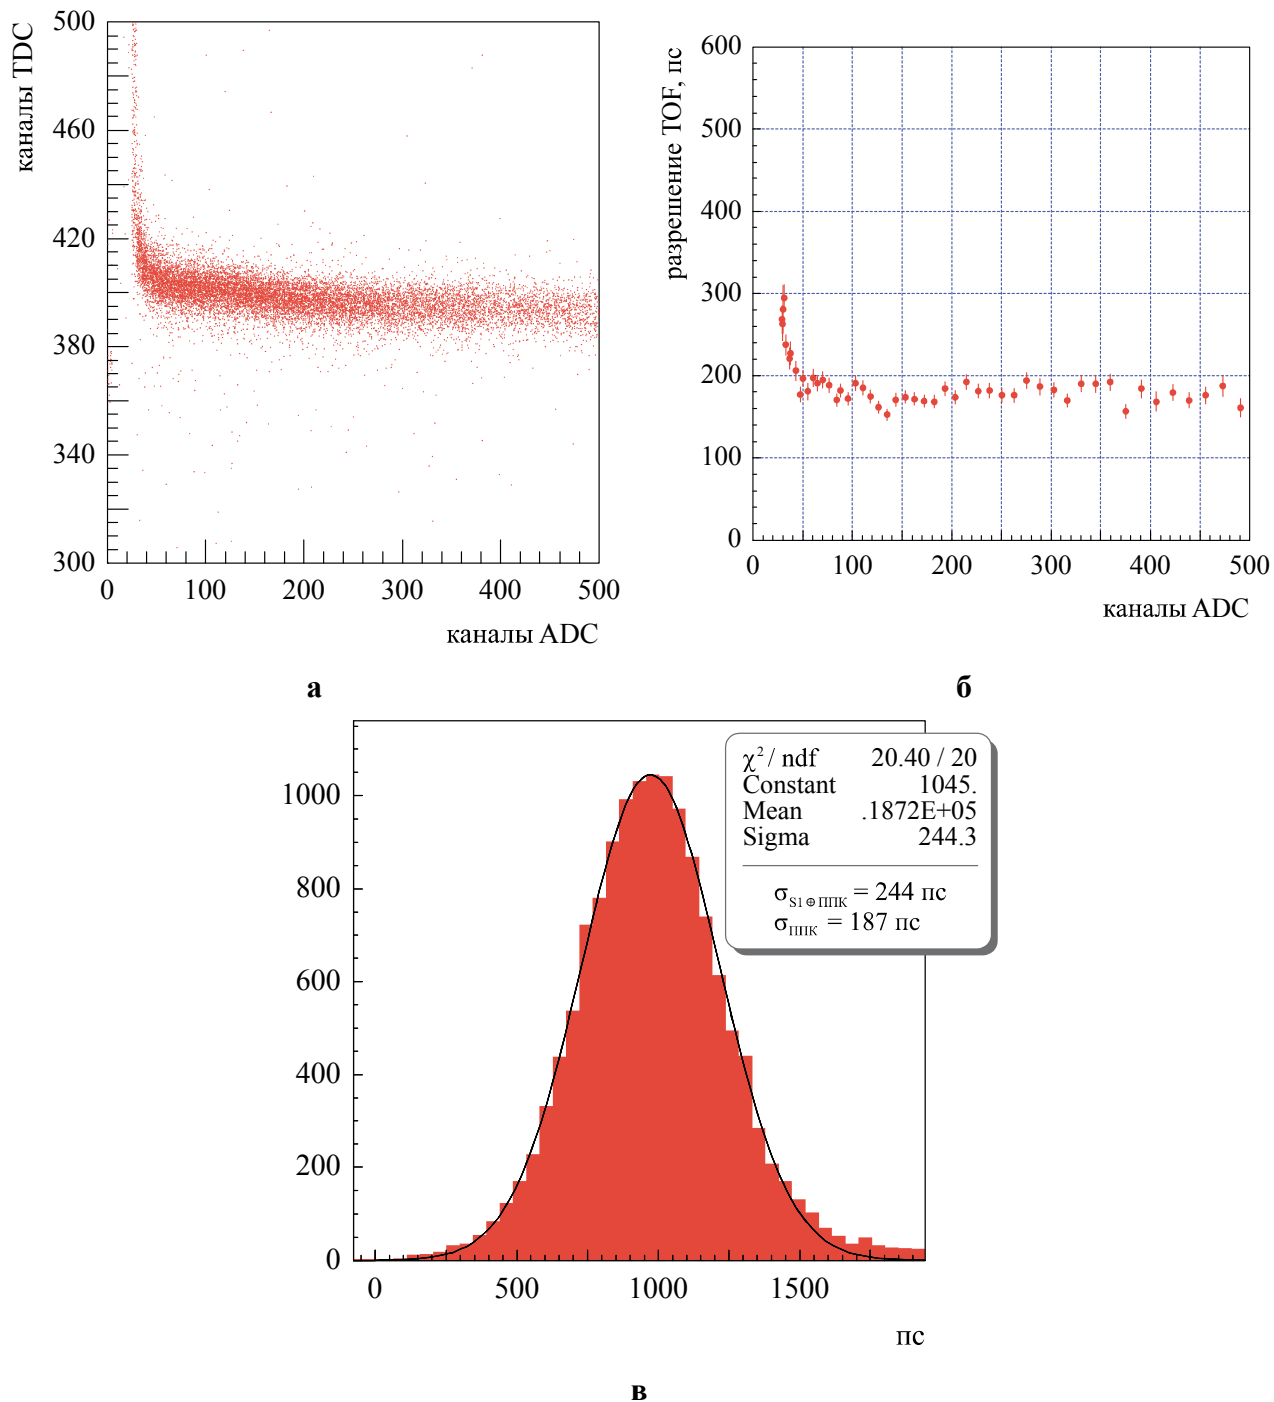 каналы TDC
500
460
420
380
340
300
0
100
200
300
400
500
каналы ADC
а
разрешение TOF, пс
600
500
400
300
200
100
0
0
100
200
300
400
500
каналы ADC
б
1000
800
600
400
200
0
0
500
1000
1500
пс
χ² / ndf 20.40 / 20
Constant 1045.
Mean .1872E+05
Sigma 244.3
σ S1⊕ППК = 244 пс
σ ППК = 187 пс
в